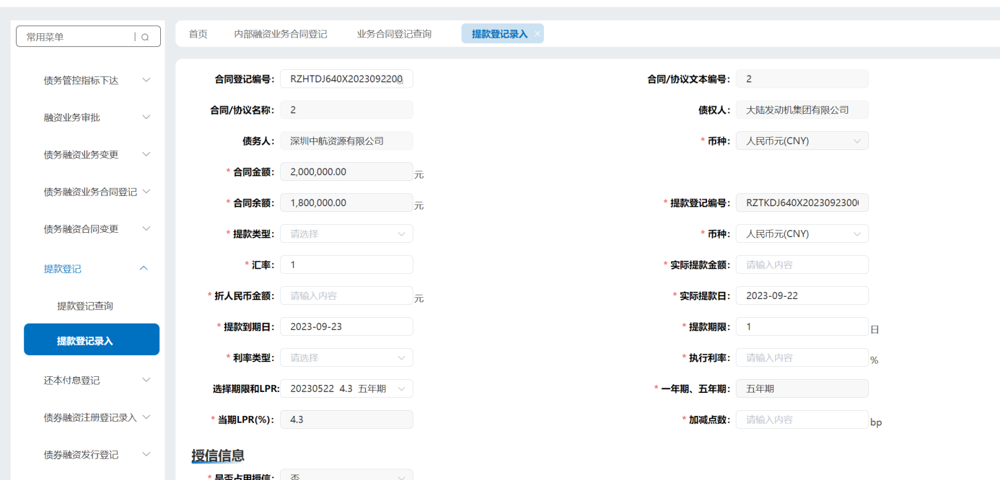 常用菜单
首页 内部融资业务合同登记 业务合同登记查询 提款登记录入 ×
债务管控指标下达
融资业务审批
债务融资业务变更
债务融资业务合同登记
债务融资合同变更
提款登记
提款登记查询
提款登记录入
还本付息登记
债券融资注册登记录入
债券融资发行登记
合同登记编号: RZHTDJ640X2023092200 合同/协议文本编号: 2
合同/协议名称: 2 债权人: 大陆发动机集团有限公司
债务人: 深圳中航资源有限公司 * 币种: 人民币元(CNY)
* 合同金额: 2,000,000.00 元
* 合同余额: 1,800,000.00 元 * 提款登记编号: RZTKDJ640X202309230
* 提款类型: 请选择 * 币种: 人民币元(CNY)
* 汇率: 1 * 实际提款金额: 请输入内容
* 折人民币金额: 请输入内容 元 * 实际提款日: 2023-09-22
* 提款到期日: 2023-09-23 * 提款期限: 1 日
* 利率类型: 请选择 * 执行利率: 请输入内容 %
选择期限和LPR: 20230522 4.3 五年期 * 一年期、五年期: 五年期
* 当期LPR(%): 4.3 * 加减点数: 请输入内容 bp
授信信息
* 是否占用授信: 否